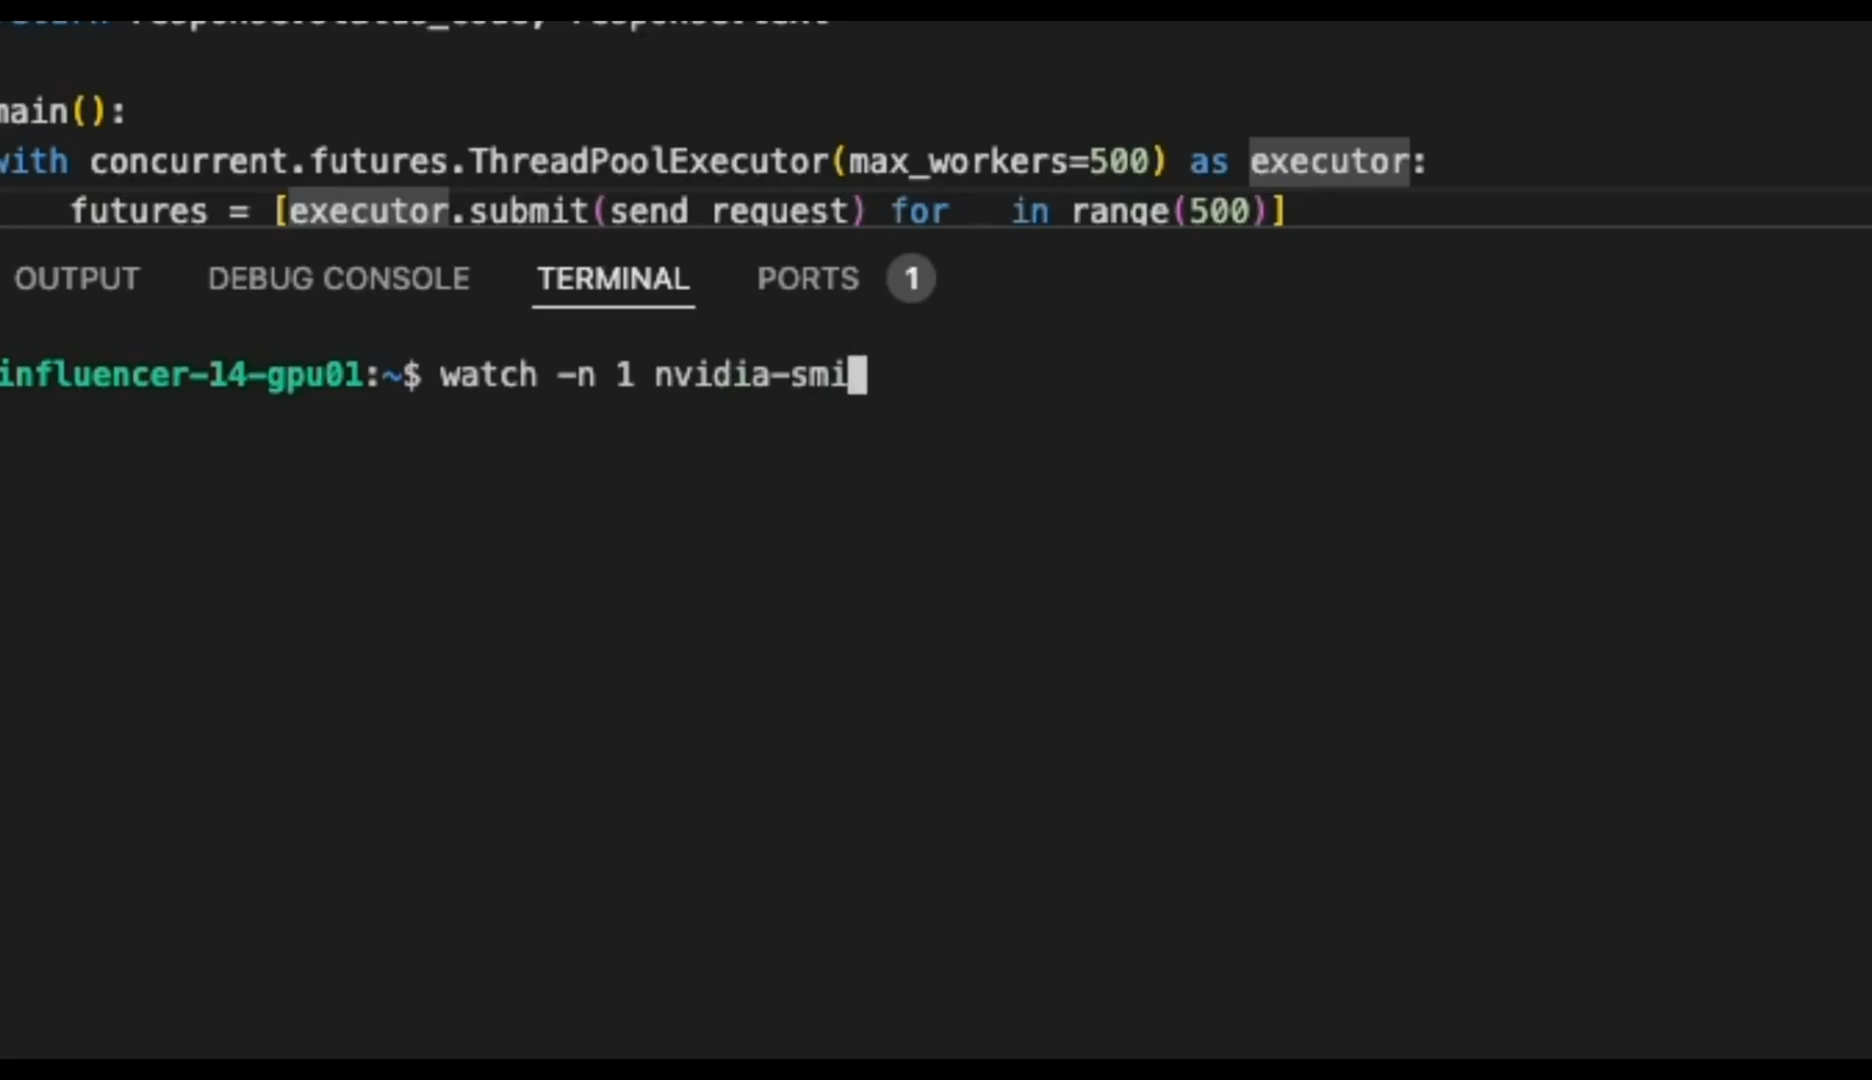 main():
with concurrent.futures.ThreadPoolExecutor(max_workers=500) as executor:
futures = [executor.submit(send_request) for _ in range(500)]
OUTPUT DEBUG CONSOLE TERMINAL PORTS 1
influencer-14-gpu01:~$ watch -n 1 nvidia-smi